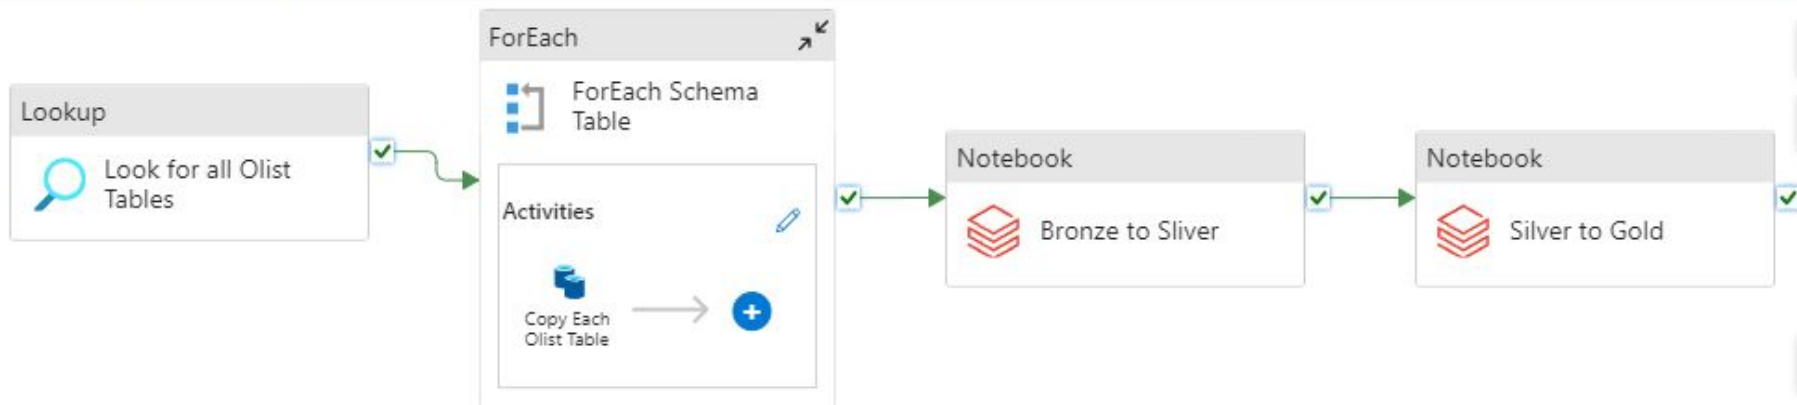 Lookup
Look for all Olist
Tables
ForEach
ForEach Schema
Table
Activities
Copy Each
Olist Table
Notebook
Bronze to Sliver
Notebook
Silver to Gold